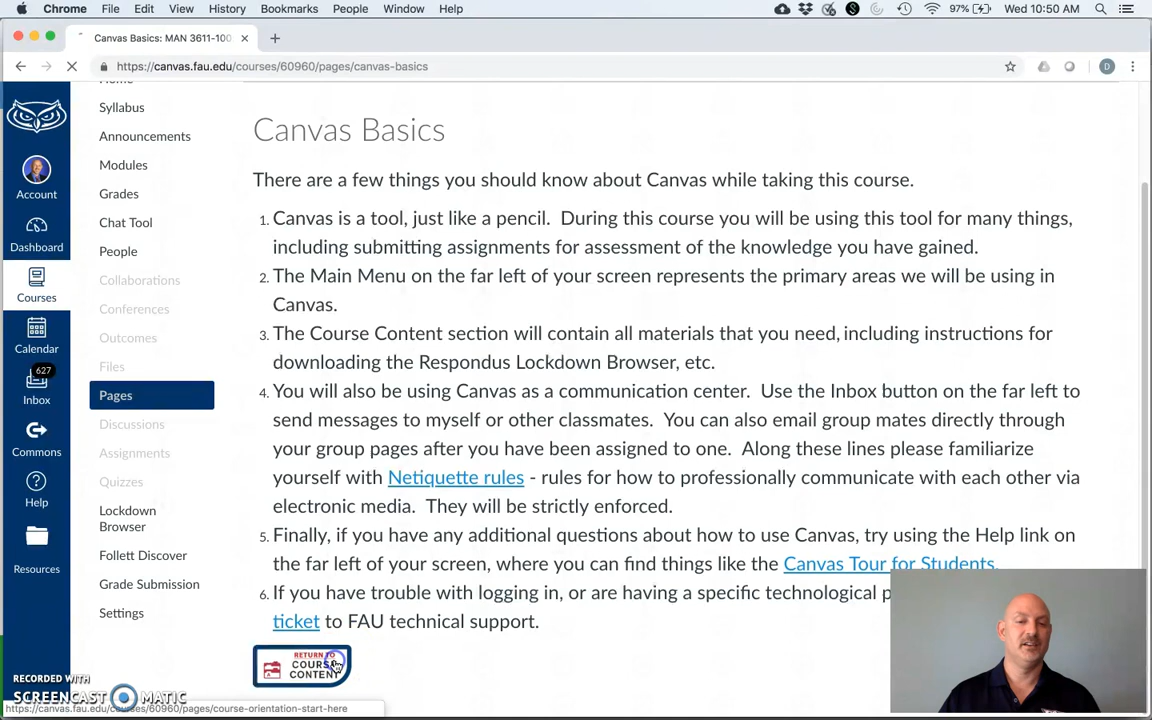 Chrome File Edit View History Bookmarks People Window Help 97% Wed 10:50 AM
Canvas Basics: MAN 3611-100
https://canvas.fau.edu/courses/60960/pages/canvas-basics
D
Home
Syllabus
Announcements
Modules
Grades
Chat Tool
People
Collaborations
Conferences
Outcomes
Files
Pages
Discussions
Assignments
Quizzes
Lockdown
Browser
Follett Discover
Grade Submission
Settings
Account
Dashboard
Courses
Calendar
627
Inbox
Commons
Help
Resources
Canvas Basics
There are a few things you should know about Canvas while taking this course.
1. Canvas is a tool, just like a pencil. During this course you will be using this tool for many things,
including submitting assignments for assessment of the knowledge you have gained.
2. The Main Menu on the far left of your screen represents the primary areas we will be using in
Canvas.
3. The Course Content section will contain all materials that you need, including instructions for
downloading the Respondus Lockdown Browser, etc.
4. You will also be using Canvas as a communication center. Use the Inbox button on the far left to
send messages to myself or other classmates. You can also email group mates directly through
your group pages after you have been assigned to one. Along these lines please familiarize
yourself with Netiquette rules - rules for how to professionally communicate with each other via
electronic media. They will be strictly enforced.
5. Finally, if you have any additional questions about how to use Canvas, try using the Help link on
the far left of your screen, where you can find things like the Canvas Tour for Students.
6. If you have trouble with logging in, or are having a specific technological
ticket to FAU technical support.
RETURN TO
COURSE
CONTENT
RECORDED WITH
SCREENCAST MATIC
https://canvas.fau.edu/courses/60960/pages/course-orientation-start-here